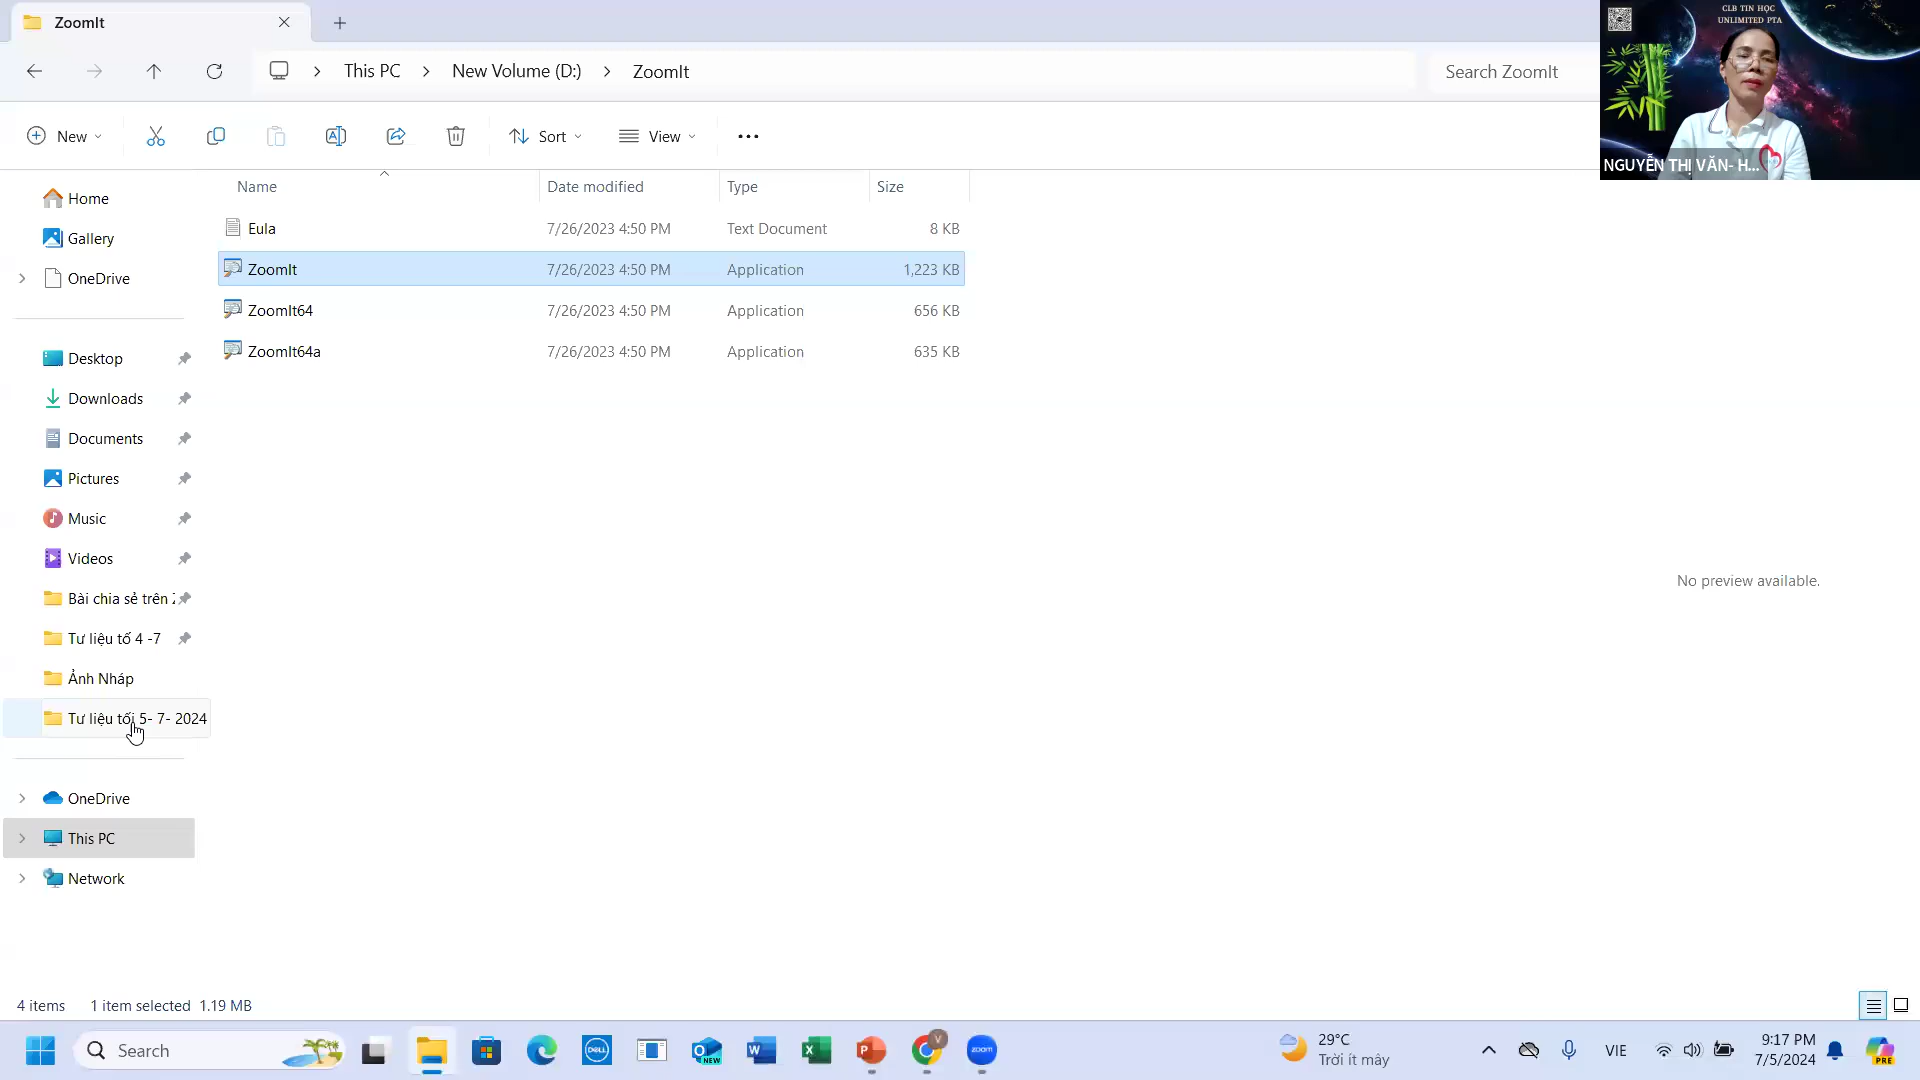 ZoomIt
This PC
New Volume (D:)
ZoomIt
Search ZoomIt
CLB TIN HỌC
UNLIMITED PTA
NGUYỄN THỊ VĂN- H...
New
Sort
View
Name
Date modified
Type
Size
Eula
7/26/2023 4:50 PM
Text Document
8 KB
ZoomIt
7/26/2023 4:50 PM
Application
1,223 KB
ZoomIt64
7/26/2023 4:50 PM
Application
656 KB
ZoomIt64a
7/26/2023 4:50 PM
Application
635 KB
Home
Gallery
OneDrive
Desktop
Downloads
Documents
Pictures
Music
Videos
Bài chia sẻ trên
Tư liệu tố 4 -7
Ảnh Nháp
Tư liệu tối 5- 7- 2024
OneDrive
This PC
Network
No preview available.
4 items
1 item selected 1.19 MB
Search
DELL
NEW
zoom
V
29°C
Trời ít mây
VIE
9:17 PM
7/5/2024
PRE